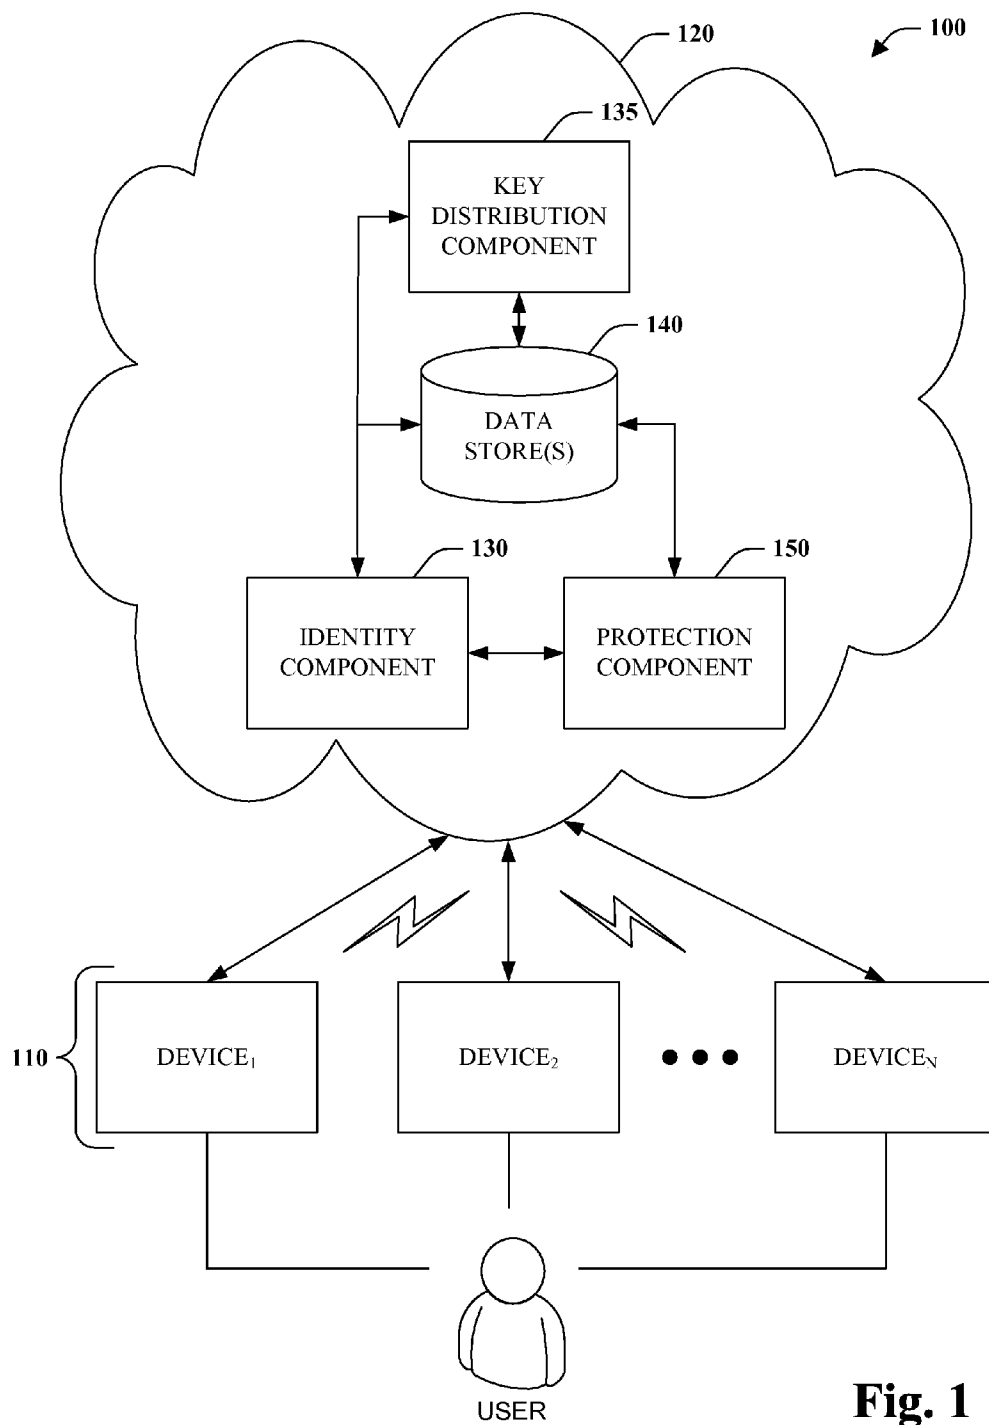 100
120
135
KEY
DISTRIBUTION
COMPONENT
140
DATA
STORE(S)
130
150
IDENTITY
COMPONENT
PROTECTION
COMPONENT
110
DEVICE₁
DEVICE₂
DEVICEN
USER
Fig. 1